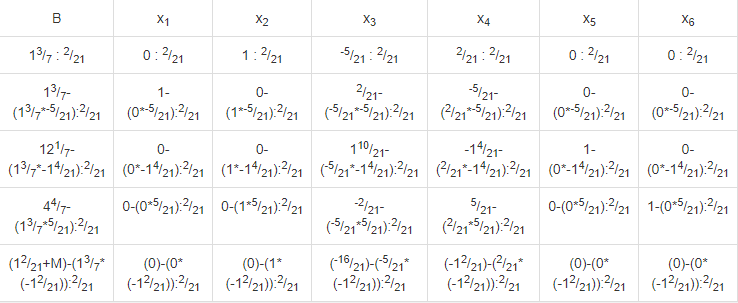 B x₁ x₂ x₃ x₄ x₅ x₆
1³/₇ : ²/₂₁ 0 : ²/₂₁ 1 : ²/₂₁ ⁻⁵/₂₁ : ²/₂₁ ²/₂₁ : ²/₂₁ 0 : ²/₂₁ 0 : ²/₂₁
1³/₇- 1- 0- ²/₂₁- ⁻⁵/₂₁- 0- 0-
(1³/₇*⁻⁵/₂₁):²/₂₁ (0*⁻⁵/₂₁):²/₂₁ (1*⁻⁵/₂₁):²/₂₁ (⁻⁵/₂₁*⁻⁵/₂₁):²/₂₁ (²/₂₁*⁻⁵/₂₁):²/₂₁ (0*⁻⁵/₂₁):²/₂₁ (0*⁻⁵/₂₁):²/₂₁
12¹/₇- 0- 0- 1¹⁰/₂₁- -1⁴/₂₁- 1- 0-
(1³/₇*-1⁴/₂₁):²/₂₁ (0*-1⁴/₂₁):²/₂₁ (1*-1⁴/₂₁):²/₂₁ (⁻⁵/₂₁*-1⁴/₂₁):²/₂₁ (²/₂₁*-1⁴/₂₁):²/₂₁ (0*-1⁴/₂₁):²/₂₁ (0*-1⁴/₂₁):²/₂₁
4⁴/₇- 0-(0*⁵/₂₁):²/₂₁ 0-(1*⁵/₂₁):²/₂₁ ⁻²/₂₁- ⁵/₂₁- 0-(0*⁵/₂₁):²/₂₁ 1-(0*⁵/₂₁):²/₂₁
(1³/₇*⁵/₂₁):²/₂₁ (⁻⁵/₂₁*⁵/₂₁):²/₂₁ (²/₂₁*⁵/₂₁):²/₂₁
(1²/₂₁+M)-(1³/₇* (0)-(0* (0)-(1* (⁻¹⁶/₂₁)-(⁻⁵/₂₁* (-1²/₂₁)-(²/₂₁* (0)-(0* (0)-(0*
(-1²/₂₁)):²/₂₁ (-1²/₂₁)):²/₂₁ (-1²/₂₁)):²/₂₁ (-1²/₂₁)):²/₂₁ (-1²/₂₁)):²/₂₁ (-1²/₂₁)):²/₂₁ (-1²/₂₁)):²/₂₁